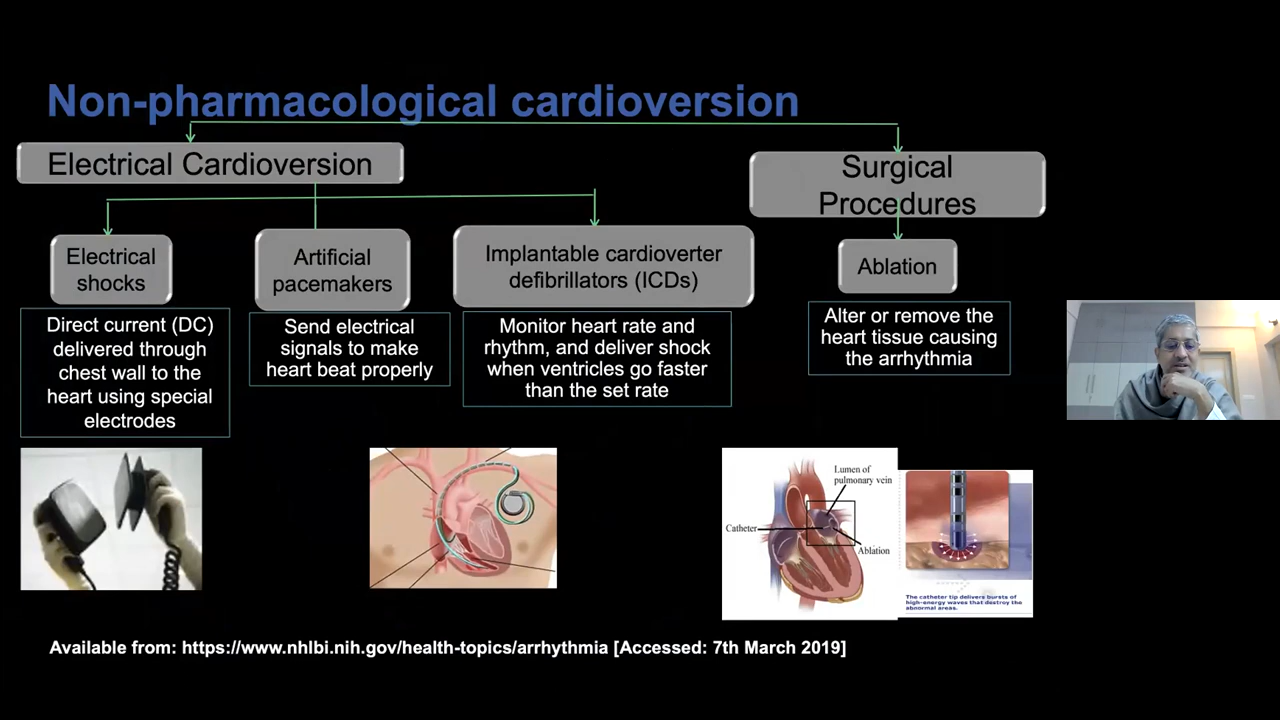 Non-pharmacological cardioversion
Electrical Cardioversion
Surgical
Procedures
Electrical
shocks
Artificial
pacemakers
Implantable cardioverter
defibrillators (ICDs)
Ablation
Direct current (DC)
delivered through
chest wall to the
heart using special
electrodes
Send electrical
signals to make
heart beat properly
Monitor heart rate and
rhythm, and deliver shock
when ventricles go faster
than the set rate
Alter or remove the
heart tissue causing
the arrhythmia
Lumen of
pulmonary vein
Catheter
Ablation
The catheter tip delivers bursts of
high-energy waves that destroy the
abnormal areas.
Available from: https://www.nhlbi.nih.gov/health-topics/arrhythmia [Accessed: 7th March 2019]